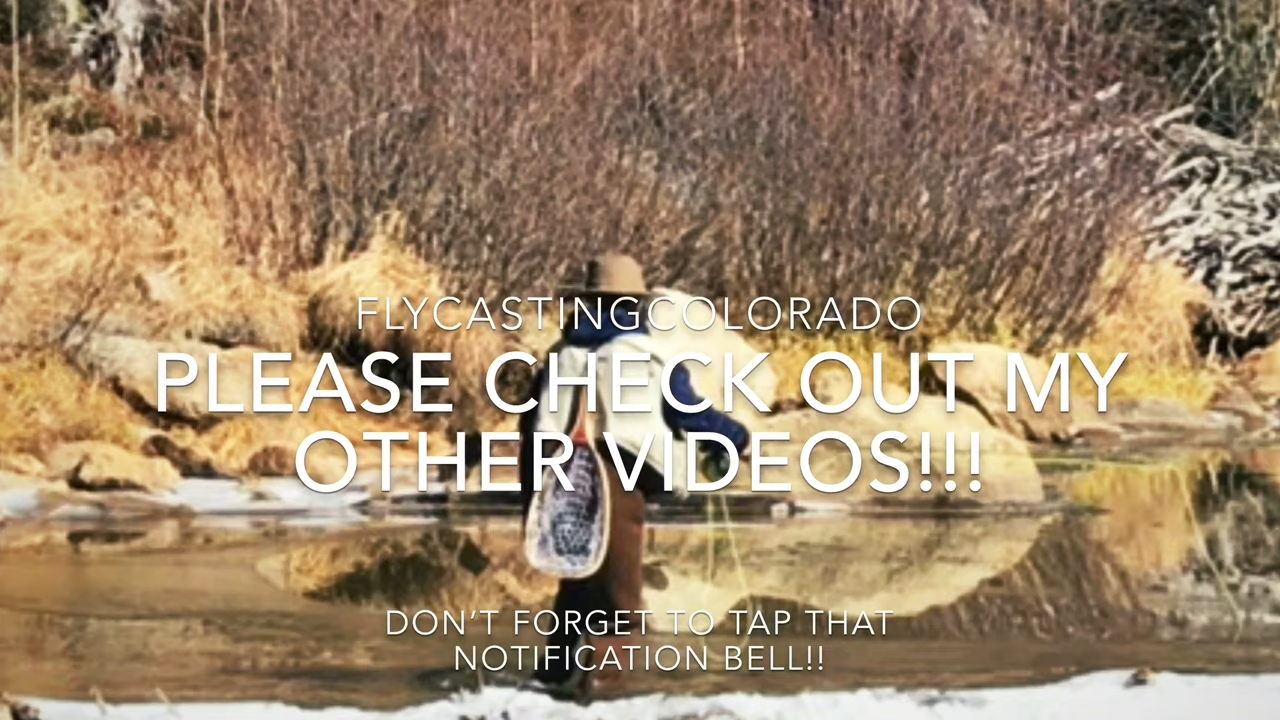 FLYCASTINGCOLORADO
PLEASE CHECK OUT MY
OTHER VIDEOS!!!
DON'T FORGET TO TAP THAT
NOTIFICATION BELL!!